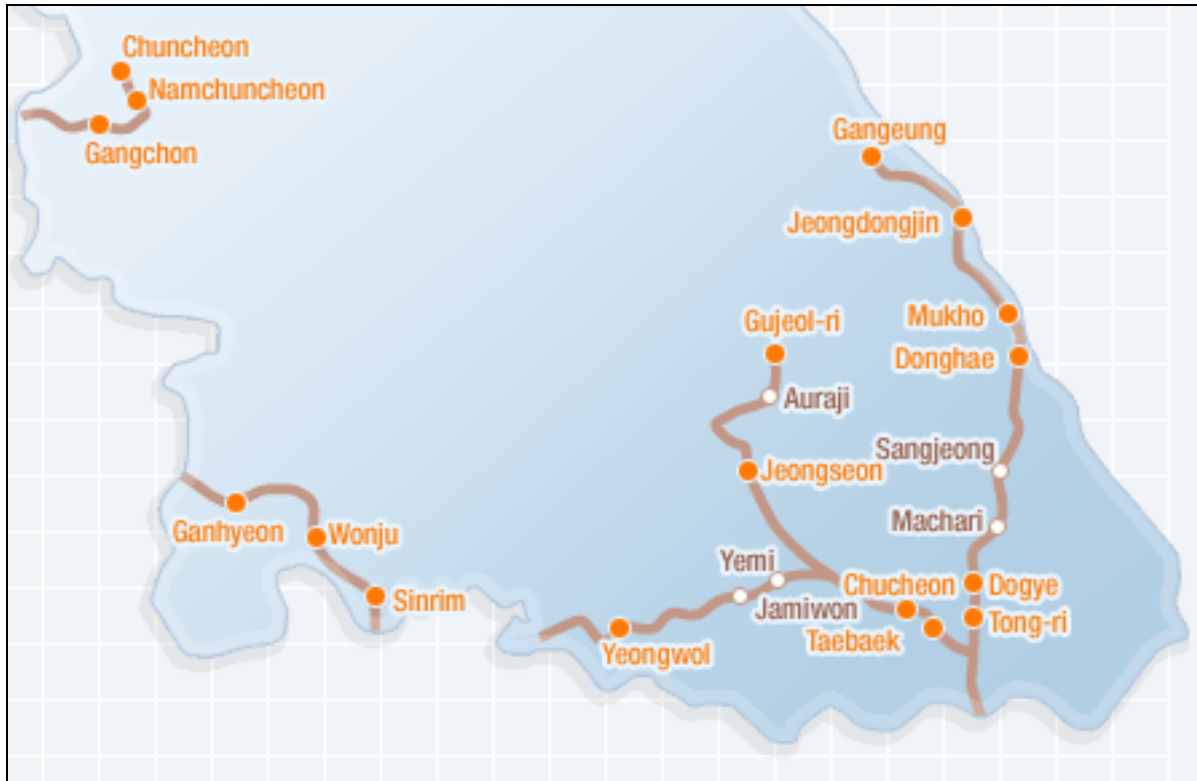 Chuncheon
Namchuncheon
Gangchon
Gangeung
Jeongdongjin
Mukho
Gujeol-ri
Donghae
Auraji
Sangjeong
Jeongseon
Machari
Ganhyeon
Wonju
Yemi
Chucheon
Dogye
Sinrim
Jamiwon
Tong-ri
Taebaek
Yeongwol